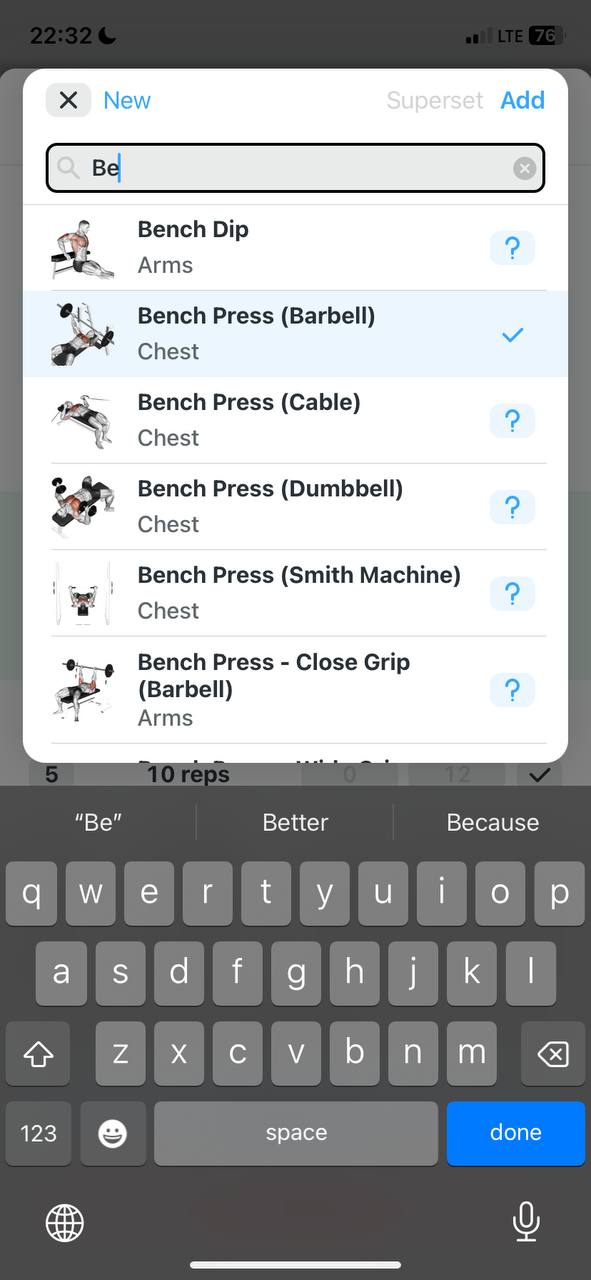 22:32
LTE 76
New Superset Add
Be
Bench Dip
Arms
Bench Press (Barbell)
Chest
Bench Press (Cable)
Chest
Bench Press (Dumbbell)
Chest
Bench Press (Smith Machine)
Chest
Bench Press - Close Grip
(Barbell)
Arms
5 10 reps 0 12
“Be” Better Because
q w e r t y u i o p
a s d f g h j k l
z x c v b n m
123 space done